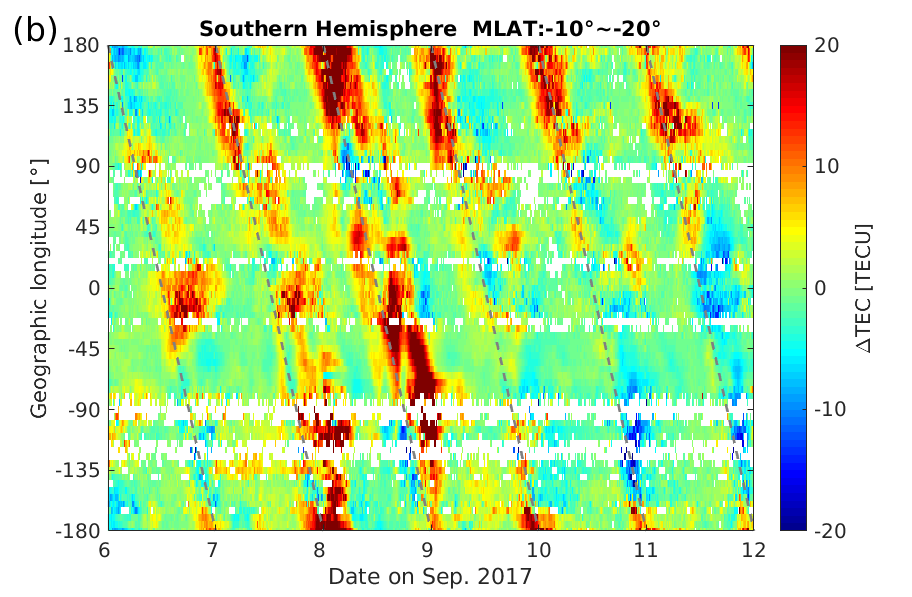 (b)
Southern Hemisphere MLAT:-10°~-20°
180
135
90
45
0
-45
-90
-135
-180
Geographic longitude [°]
6 7 8 9 10 11 12
Date on Sep. 2017
20
10
0
-10
-20
ΔTEC [TECU]